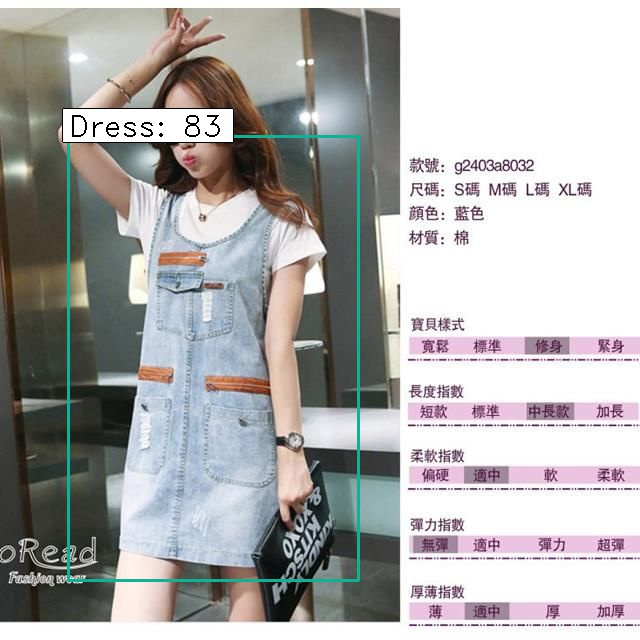 Dress: 83
款號：g2403a8032
尺碼：S碼 M碼 L碼 XL碼
顏色：藍色
材質：棉
寶貝樣式
寬鬆 標準 修身 緊身
長度指數
短款 標準 中長款 加長
柔軟指數
偏硬 適中 軟 柔軟
彈力指數
無彈 適中 彈力 超彈
厚薄指數
薄 適中 厚 加厚
oRead
Fashion wear
KITSCH
XOXO